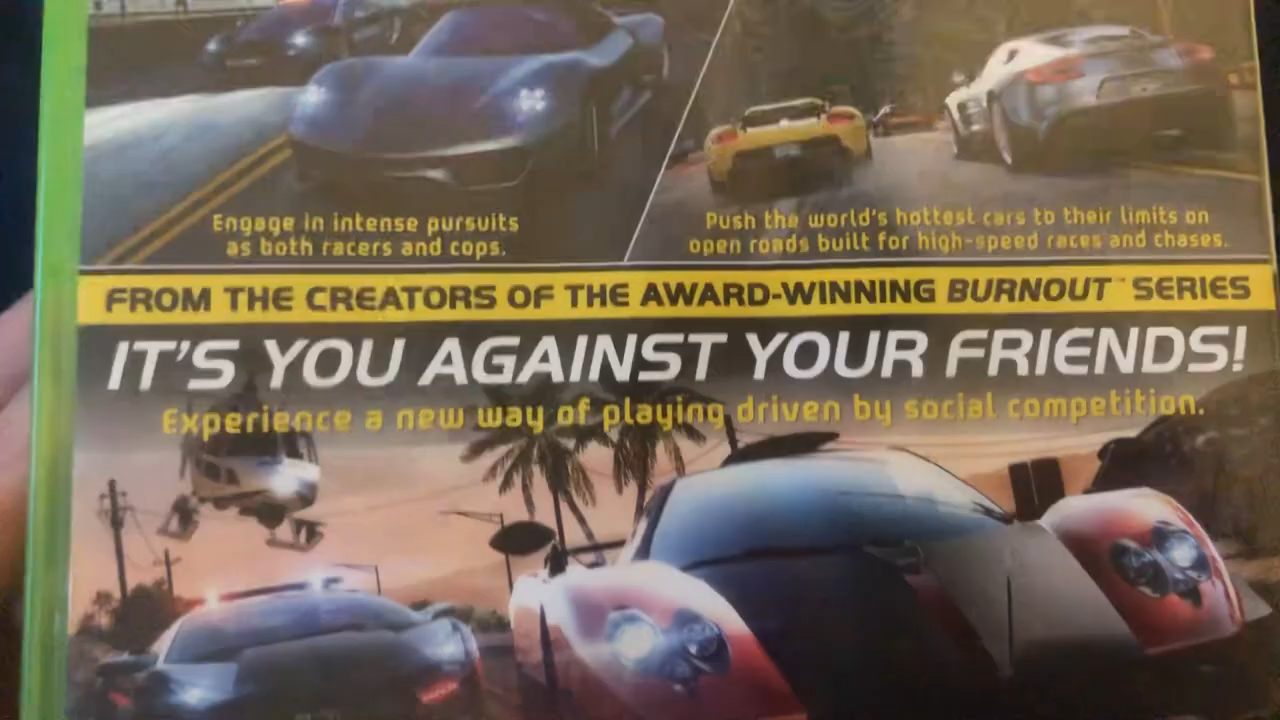 Engage in intense pursuits
as both racers and cops.
Push the world's hottest cars to their limits on
open roads built for high-speed races and chases.
FROM THE CREATORS OF THE AWARD-WINNING BURNOUT™ SERIES
IT'S YOU AGAINST YOUR FRIENDS!
Experience a new way of playing driven by social competition.